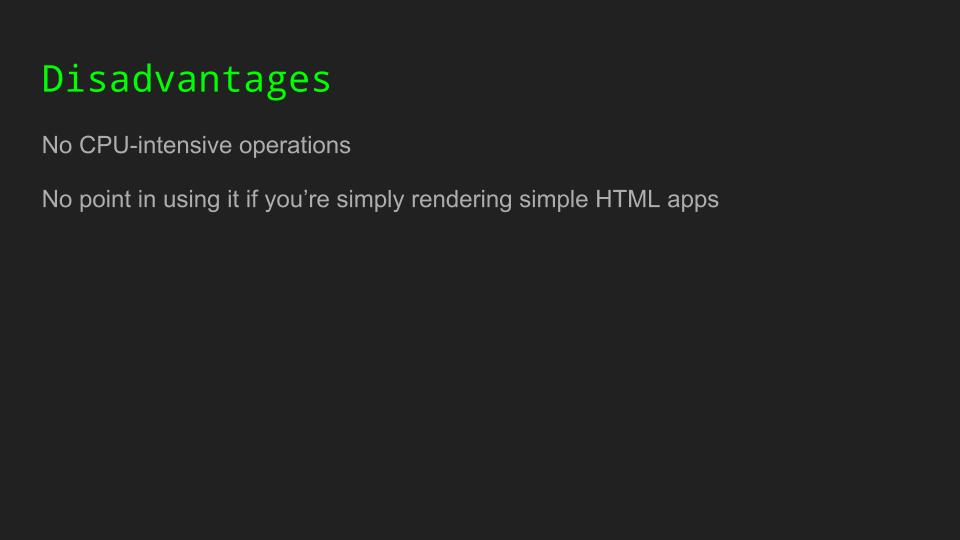 Disadvantages
No CPU-intensive operations
No point in using it if you’re simply rendering simple HTML apps